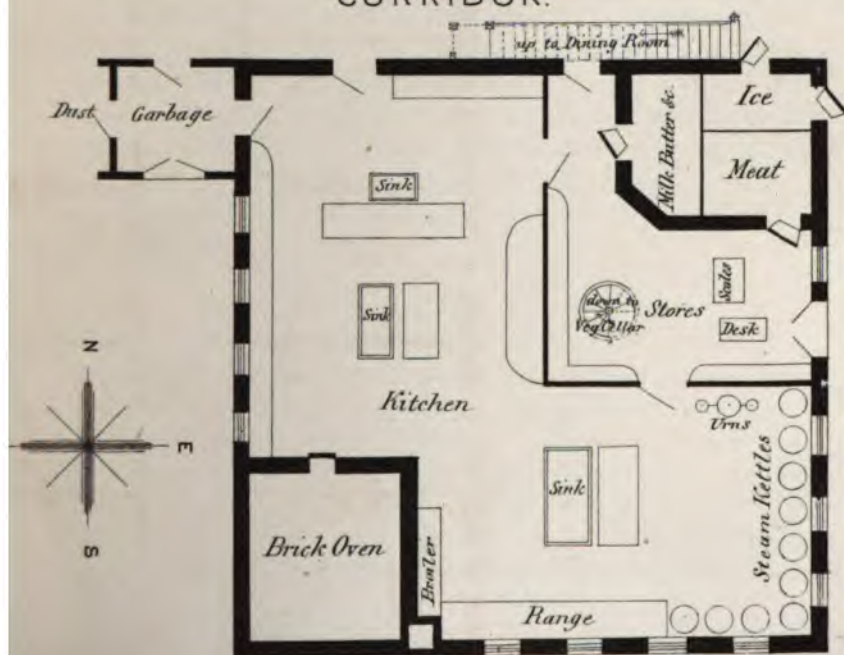 CORRIDOR.
up to Dining Room
Dust
Garbage
Ice
Milk Butter &c.
Meat
Sink
Sink
down to
Veg Cellar
Stores
Scales
Desk
Kitchen
Urns
N
E
S
Sink
Steam Kettles
Brick Oven
Broiler
Range